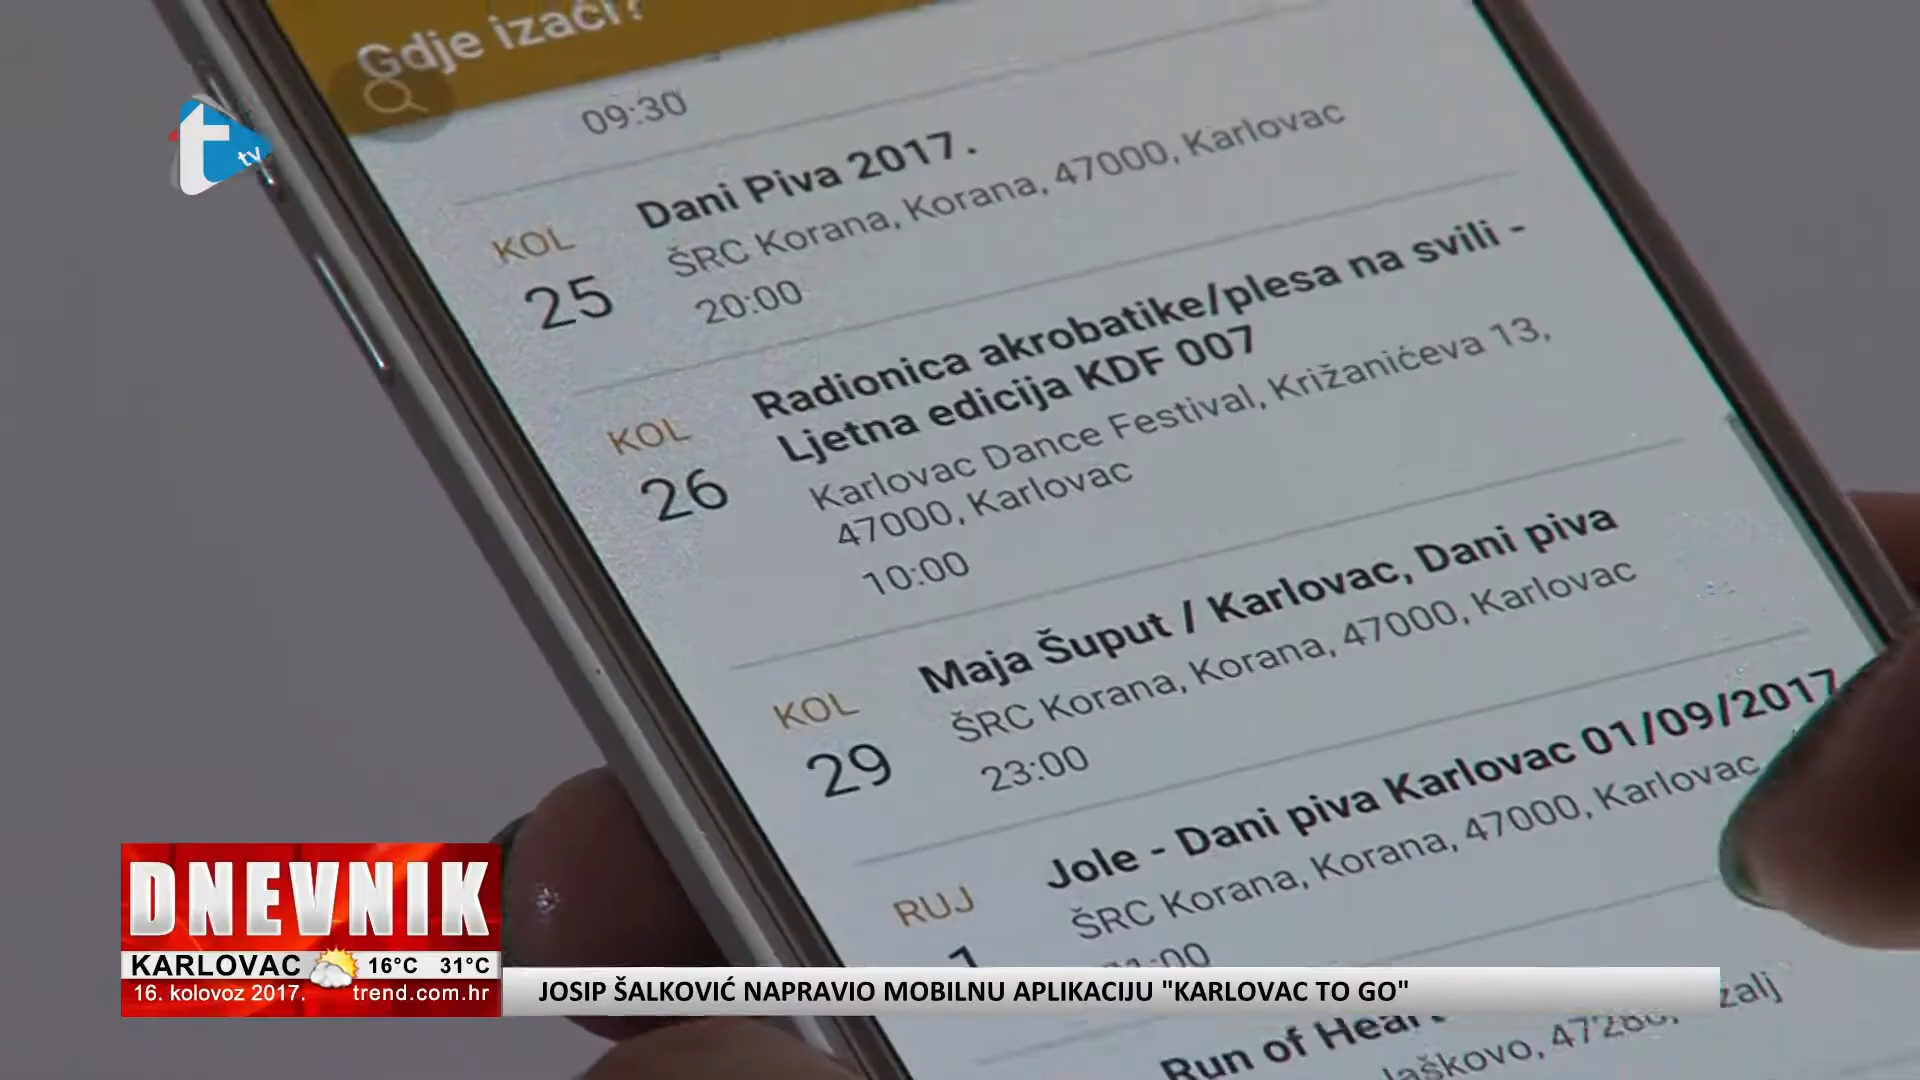 Gdje izaći?
09:30
Dani Piva 2017.
ŠRC Korana, Korana, 47000, Karlovac
KOL
25
20:00
Radionica akrobatike/plesa na svili -
Ljetna edicija KDF 007
Karlovac Dance Festival, Križanićeva 13,
47000, Karlovac
KOL
26
10:00
Maja Šuput / Karlovac, Dani piva
ŠRC Korana, Korana, 47000, Karlovac
KOL
29
23:00
Jole - Dani piva Karlovac 01/09/2017
ŠRC Korana, Korana, 47000, Karlovac
RUJ
1
Run of Heart
t tv
DNEVNIK
KARLOVAC 16°C 31°C
16. kolovoz 2017. trend.com.hr
JOSIP ŠALKOVIĆ NAPRAVIO MOBILNU APLIKACIJU "KARLOVAC TO GO"